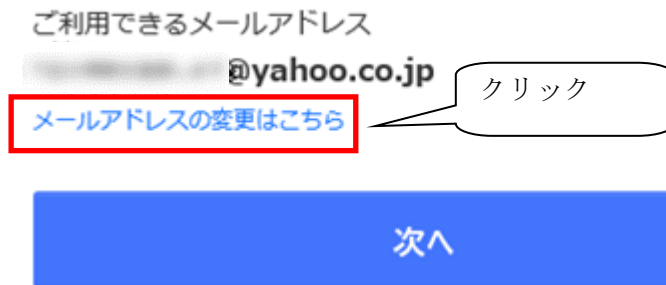 ご利用できるメールアドレス
@yahoo.co.jp
クリック
メールアドレスの変更はこちら
次へ